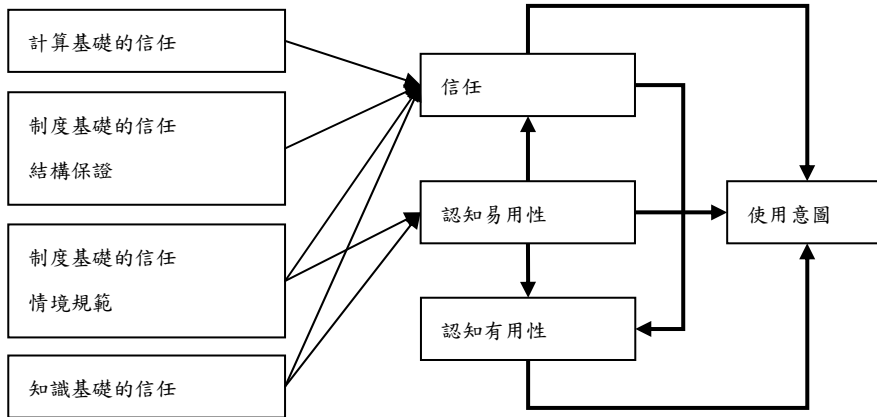 計算基礎的信任
制度基礎的信任
結構保證
制度基礎的信任
情境規範
知識基礎的信任
信任
認知易用性
認知有用性
使用意圖